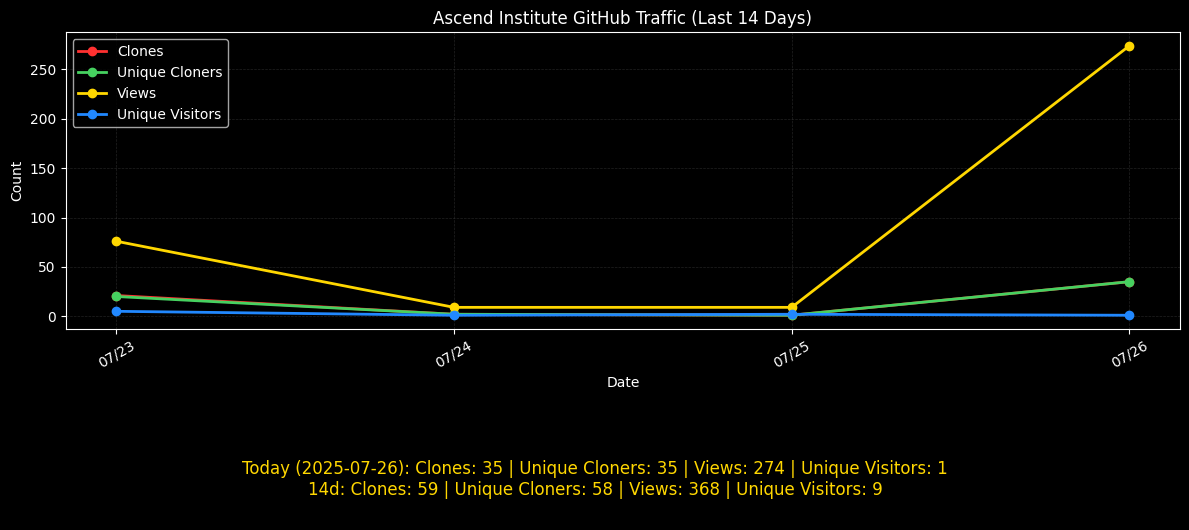 Ascend Institute GitHub Traffic (Last 14 Days)
Clones
Unique Cloners
Views
Unique Visitors
Count
250
200
150
100
50
0
07/23
07/24
07/25
07/26
Date
Today (2025-07-26): Clones: 35 | Unique Cloners: 35 | Views: 274 | Unique Visitors: 1
14d: Clones: 59 | Unique Cloners: 58 | Views: 368 | Unique Visitors: 9